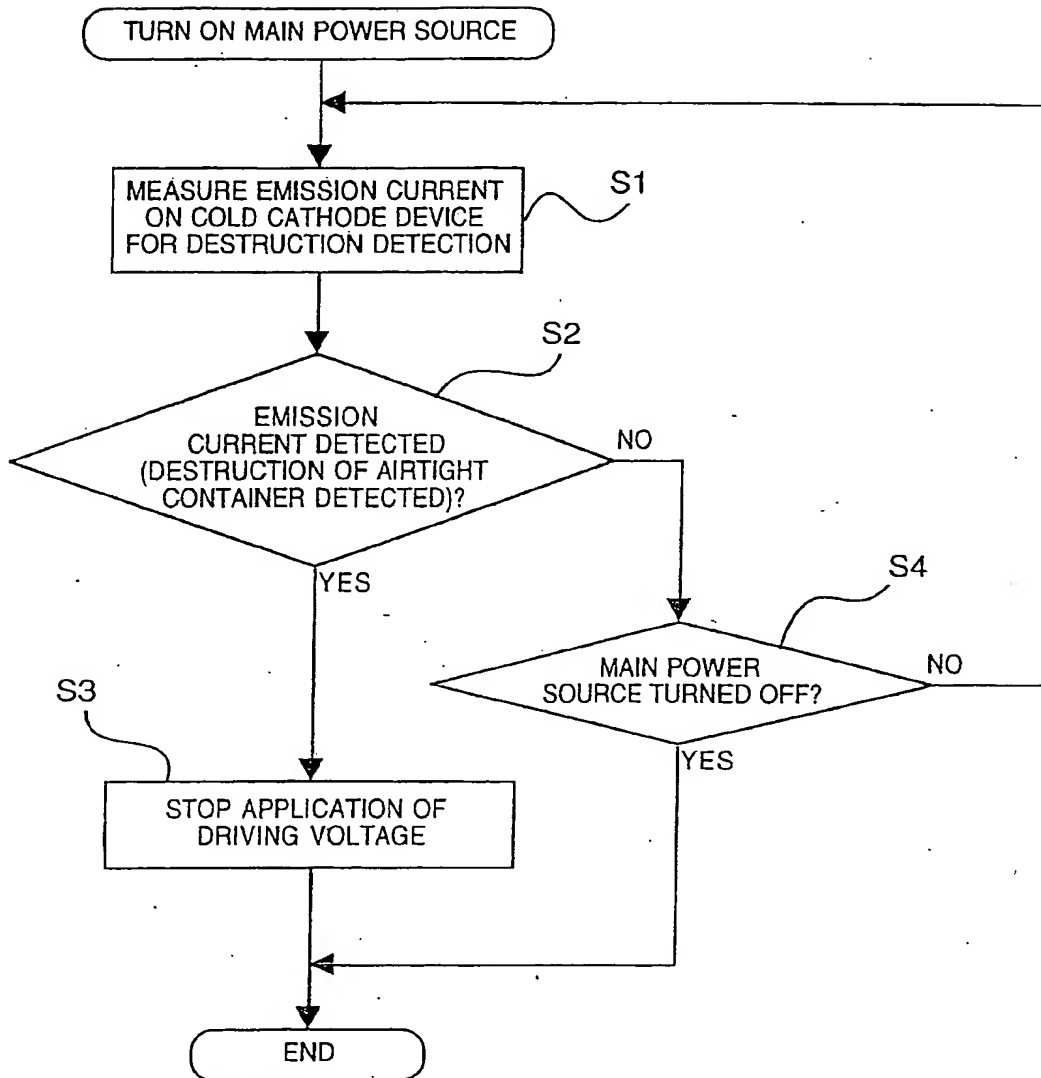 TURN ON MAIN POWER SOURCE
MEASURE EMISSION CURRENT
ON COLD CATHODE DEVICE
FOR DESTRUCTION DETECTION
S1
S2
EMISSION
CURRENT DETECTED
(DESTRUCTION OF AIRTIGHT
CONTAINER DETECTED)?
NO
YES
S4
MAIN POWER
SOURCE TURNED OFF?
NO
YES
S3
STOP APPLICATION OF
DRIVING VOLTAGE
END